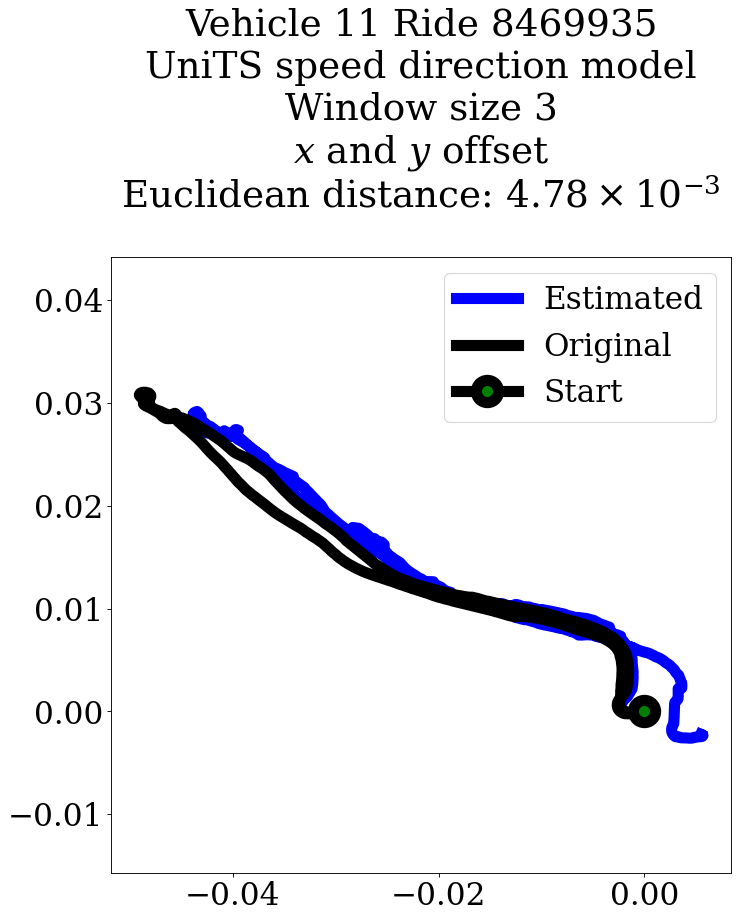 Vehicle 11 Ride 8469935
UniTS speed direction model
Window size 3
x and y offset
Euclidean distance: 4.78 × 10⁻³
Estimated
Original
Start
0.04
0.03
0.02
0.01
0.00
−0.01
−0.04
−0.02
0.00